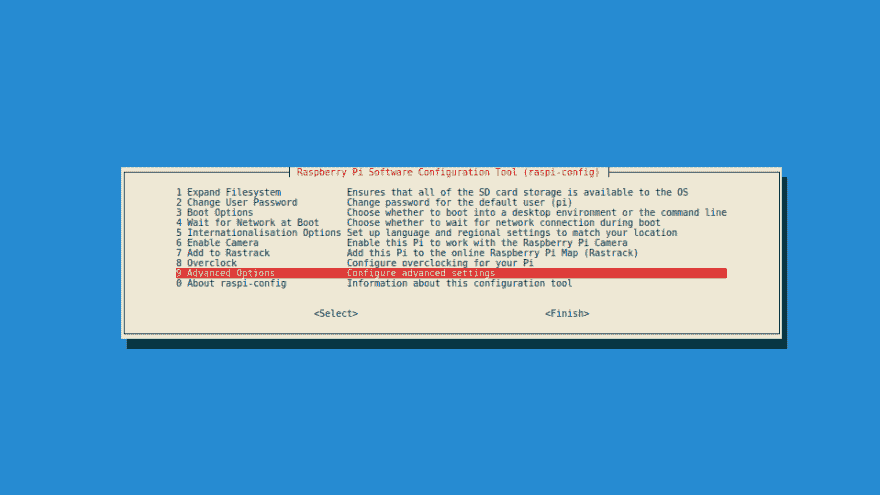 Raspberry Pi Software Configuration Tool (raspi-config)
1 Expand Filesystem Ensures that all of the SD card storage is available to the OS
2 Change User Password Change password for the default user (pi)
3 Boot Options Choose whether to boot into a desktop environment or the command line
4 Wait for Network at Boot Choose whether to wait for network connection during boot
5 Internationalisation Options Set up language and regional settings to match your location
6 Enable Camera Enable this Pi to work with the Raspberry Pi Camera
7 Add to Rastrack Add this Pi to the online Raspberry Pi Map (Rastrack)
8 Overclock Configure overclocking for your Pi
9 Advanced Options Configure advanced settings
0 About raspi-config Information about this configuration tool
<Select> <Finish>